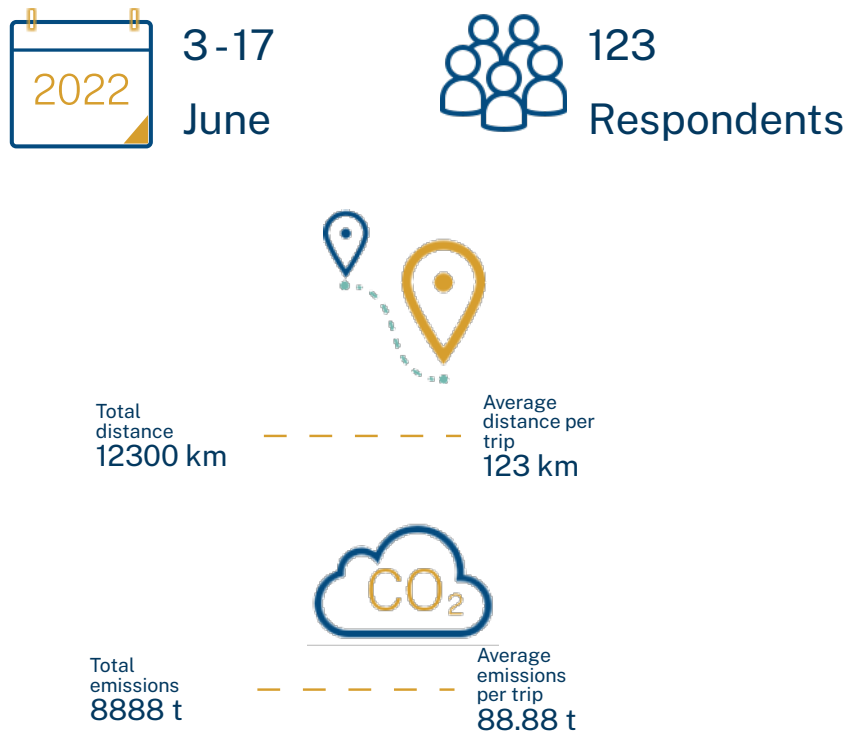 2022
3-17
June
123
Respondents
Total
distance
12300 km
Average
distance per
trip
123 km
CO₂
Total
emissions
8888 t
Average
emissions
per trip
88.88 t